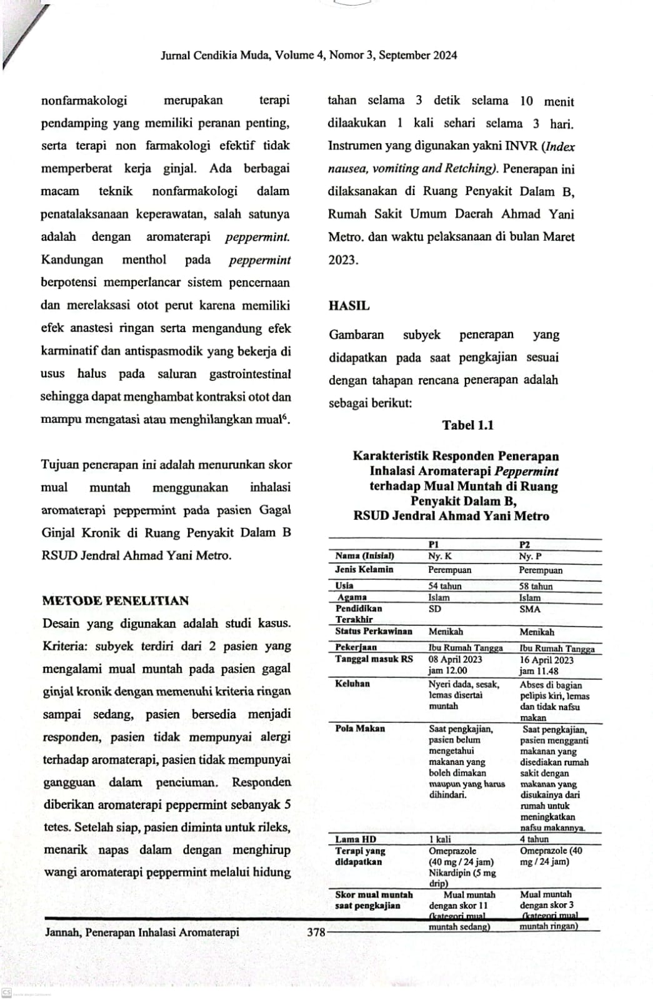 Jurnal Cendikia Muda, Volume 4, Nomor 3, September 2024
nonfarmakologi merupakan terapi
pendamping yang memiliki peranan penting,
serta terapi non farmakologi efektif tidak
memperberat kerja ginjal. Ada berbagai
macam teknik nonfarmakologi dalam
penatalaksanaan keperawatan, salah satunya
adalah dengan aromaterapi peppermint.
Kandungan menthol pada peppermint
berpotensi memperlancar sistem pencernaan
dan merelaksasi otot perut karena memiliki
efek anastesi ringan serta mengandung efek
karminatif dan antispasmodik yang bekerja di
usus halus pada saluran gastrointestinal
sehingga dapat menghambat kontraksi otot dan
mampu mengatasi atau menghilangkan mual⁶.
Tujuan penerapan ini adalah menurunkan skor
mual muntah menggunakan inhalasi
aromaterapi peppermint pada pasien Gagal
Ginjal Kronik di Ruang Penyakit Dalam B
RSUD Jendral Ahmad Yani Metro.
METODE PENELITIAN
Desain yang digunakan adalah studi kasus.
Kriteria: subyek terdiri dari 2 pasien yang
mengalami mual muntah pada pasien gagal
ginjal kronik dengan memenuhi kriteria ringan
sampai sedang, pasien bersedia menjadi
responden, pasien tidak mempunyai alergi
terhadap aromaterapi, pasien tidak mempunyai
gangguan dalam penciuman. Responden
diberikan aromaterapi peppermint sebanyak 5
tetes. Setelah siap, pasien diminta untuk rileks,
menarik napas dalam dengan menghirup
wangi aromaterapi peppermint melalui hidung
tahan selama 3 detik selama 10 menit
dilaakukan 1 kali sehari selama 3 hari.
Instrumen yang digunakan yakni INVR (Index
nausea, vomiting and Retching). Penerapan ini
dilaksanakan di Ruang Penyakit Dalam B,
Rumah Sakit Umum Daerah Ahmad Yani
Metro. dan waktu pelaksanaan di bulan Maret
2023.
HASIL
Gambaran subyek penerapan yang
didapatkan pada saat pengkajian sesuai
dengan tahapan rencana penerapan adalah
sebagai berikut:
Tabel 1.1
Karakteristik Responden Penerapan
Inhalasi Aromaterapi Peppermint
terhadap Mual Muntah di Ruang
Penyakit Dalam B,
RSUD Jendral Ahmad Yani Metro
P1 P2
Nama (Inisial) Ny. K Ny. P
Jenis Kelamin Perempuan Perempuan
Usia 54 tahun 58 tahun
Agama Islam Islam
Pendidikan SD SMA
Terakhir
Status Perkawinan Menikah Menikah
Pekerjaan Ibu Rumah Tangga Ibu Rumah Tangga
Tanggal masuk RS 08 April 2023 16 April 2023
jam 12.00 jam 11.48
Keluhan Nyeri dada, sesak, Abses di bagian
lemas disertai pelipis kiri, lemas
muntah dan tidak nafsu
makan
Pola Makan Saat pengkajian, Saat pengkajian,
pasien belum pasien mengganti
mengetahui makanan yang
makanan yang disediakan rumah
boleh dimakan sakit dengan
maupun yang harus makanan yang
dihindari. disukainya dari
rumah untuk
meningkatkan
nafsu makannya.
Lama HD 1 kali 4 tahun
Terapi yang Omeprazole Omeprazole (40
didapatkan (40 mg / 24 jam) mg / 24 jam)
Nikardipin (5 mg
drip)
Skor mual muntah Mual muntah Mual muntah
saat pengkajian dengan skor 11 dengan skor 3
(kategori mual (kategori mual
muntah sedang) muntah ringan)
Jannah, Penerapan Inhalasi Aromaterapi 378
CS